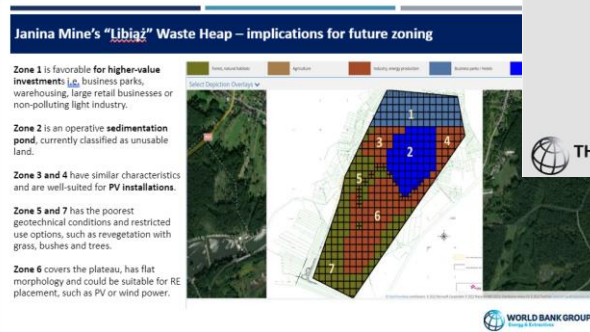 Janina Mine's "Libiąż" Waste Heap – implications for future zoning
Zone 1 is favorable for higher-value
investments i.e. business parks,
warehousing, large retail businesses or
non-polluting light industry.
Zone 2 is an operative sedimentation
pond, currently classified as unusable
land.
Zone 3 and 4 have similar characteristics
and are well-suited for PV installations.
Zone 5 and 7 has the poorest
geotechnical conditions and restricted
use options, such as revegetation with
grass, bushes and trees.
Zone 6 covers the plateau, has flat
morphology and could be suitable for RE
placement, such as PV or wind power.
Forests, natural habitats
Agriculture
Industry, energy production
Business parks / Retail
Select Depiction Overlays
1
2
3
4
5
6
7
TH
WORLD BANK GROUP
Energy & Extractives